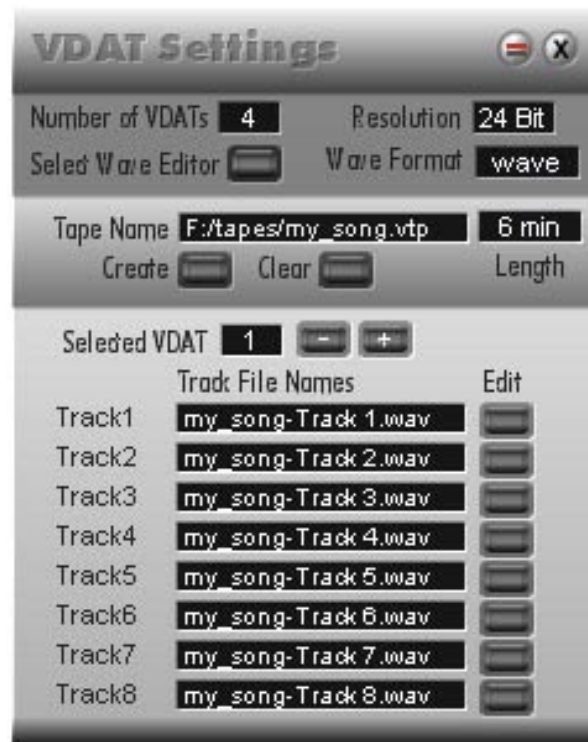 VDAT Settings
Number of VDATs 4 Resolution 24 Bit
Select Wave Editor Wave Format wave
Tape Name F:/tapes/my_song.vtp 6 min
Create Clear Length
Selected VDAT 1 - +
Track File Names Edit
Track1 my_song-Track 1.wav
Track2 my_song-Track 2.wav
Track3 my_song-Track 3.wav
Track4 my_song-Track 4.wav
Track5 my_song-Track 5.wav
Track6 my_song-Track 6.wav
Track7 my_song-Track 7.wav
Track8 my_song-Track 8.wav